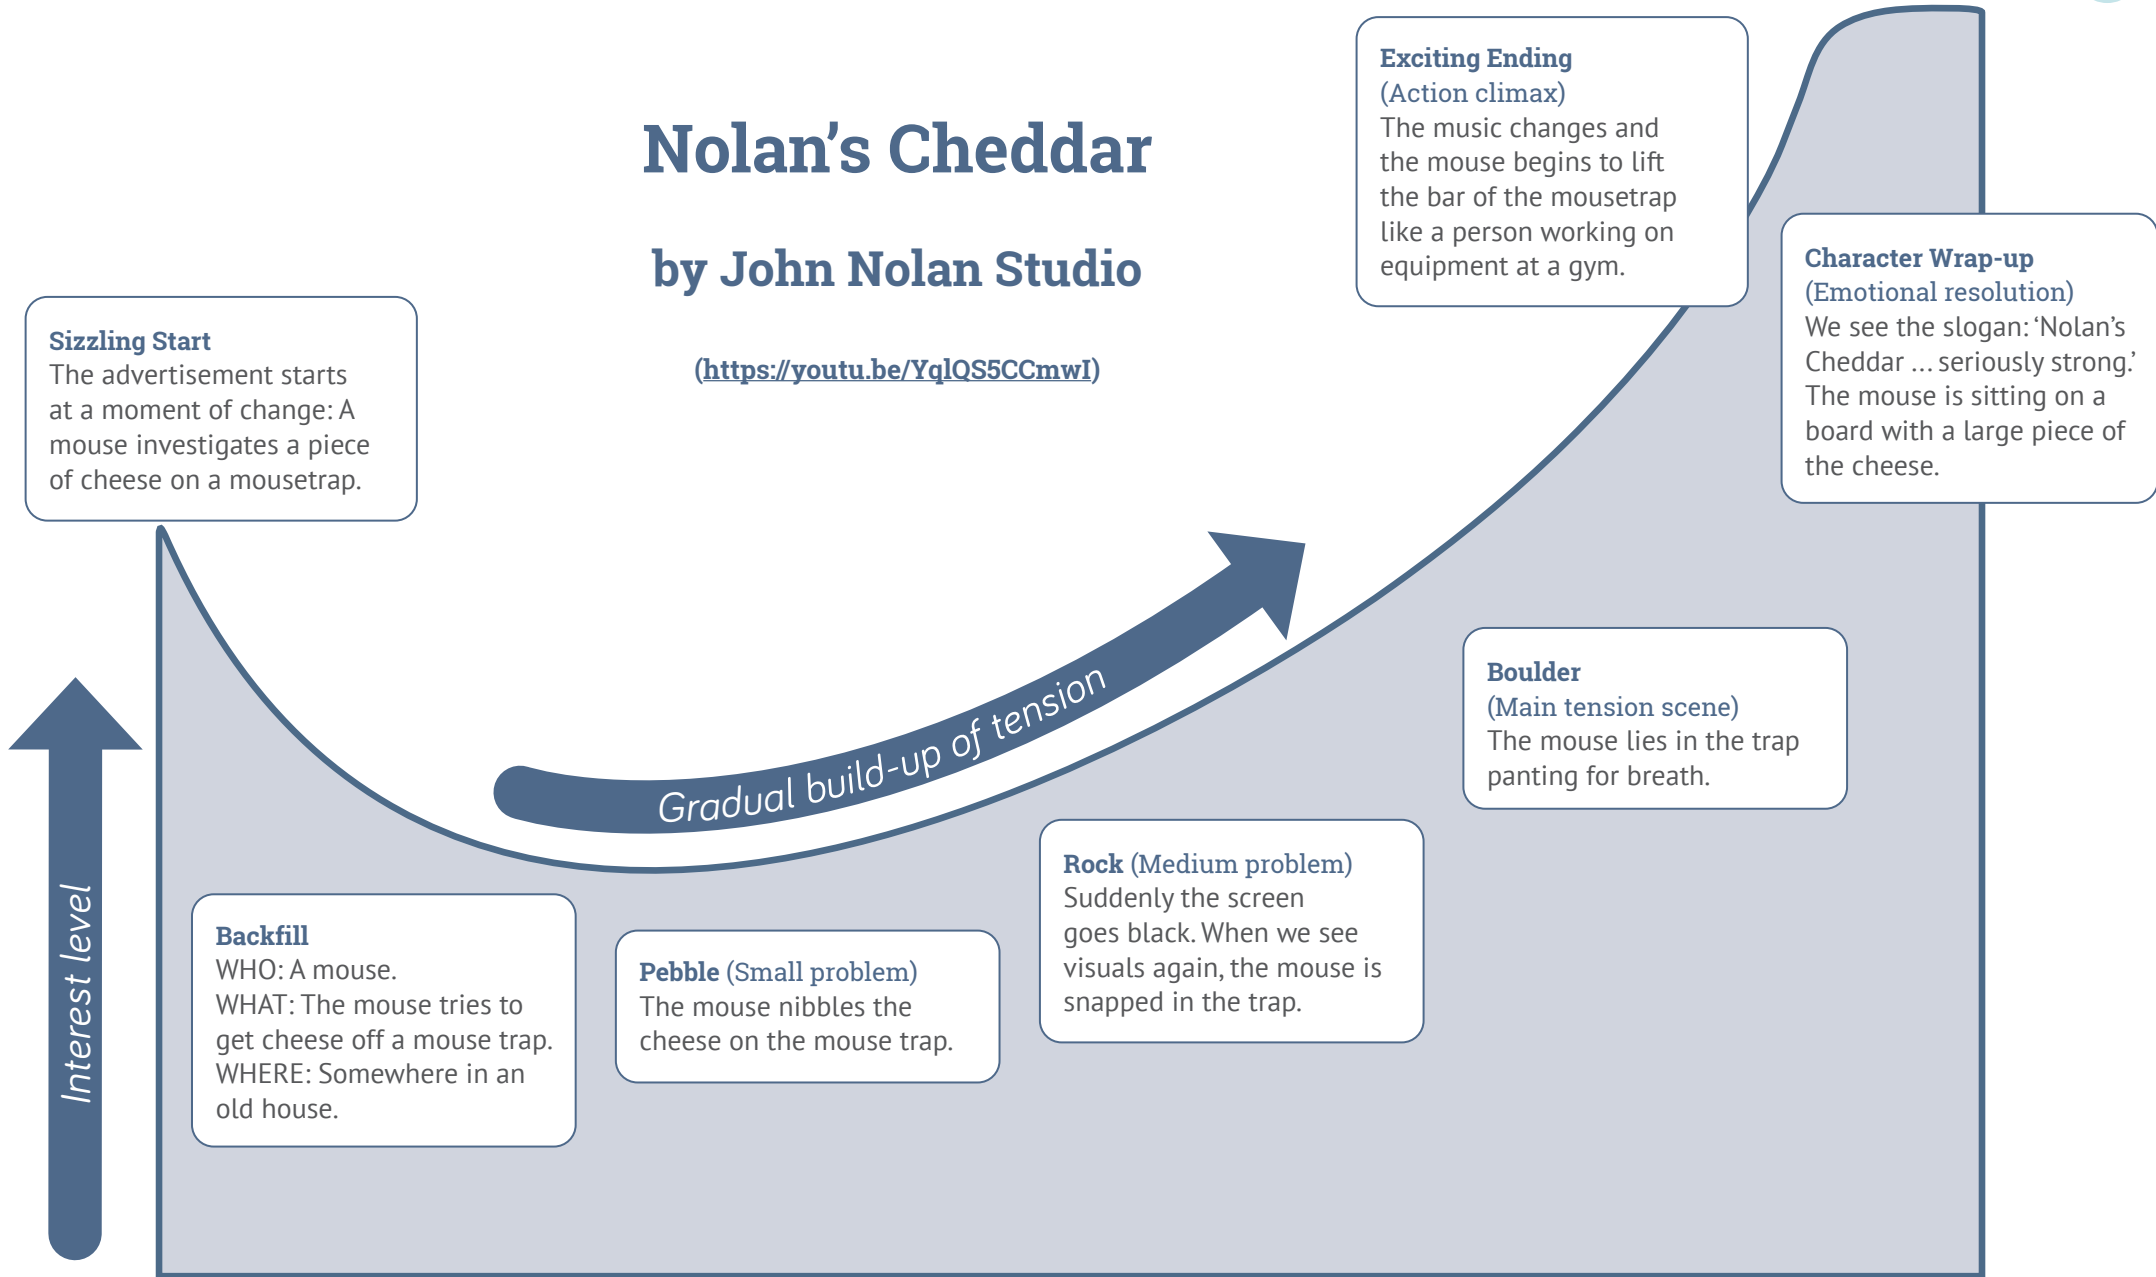 Nolan’s Cheddar
by John Nolan Studio
(https://youtu.be/YqlQS5CCmwI)
Sizzling Start
The advertisement starts
at a moment of change: A
mouse investigates a piece
of cheese on a mousetrap.
Backfill
WHO: A mouse.
WHAT: The mouse tries to
get cheese off a mouse trap.
WHERE: Somewhere in an
old house.
Pebble (Small problem)
The mouse nibbles the
cheese on the mouse trap.
Rock (Medium problem)
Suddenly the screen
goes black. When we see
visuals again, the mouse is
snapped in the trap.
Boulder
(Main tension scene)
The mouse lies in the trap
panting for breath.
Exciting Ending
(Action climax)
The music changes and
the mouse begins to lift
the bar of the mousetrap
like a person working on
equipment at a gym.
Character Wrap-up
(Emotional resolution)
We see the slogan: ‘Nolan’s
Cheddar … seriously strong.’
The mouse is sitting on a
board with a large piece of
the cheese.
Gradual build-up of tension
Interest level